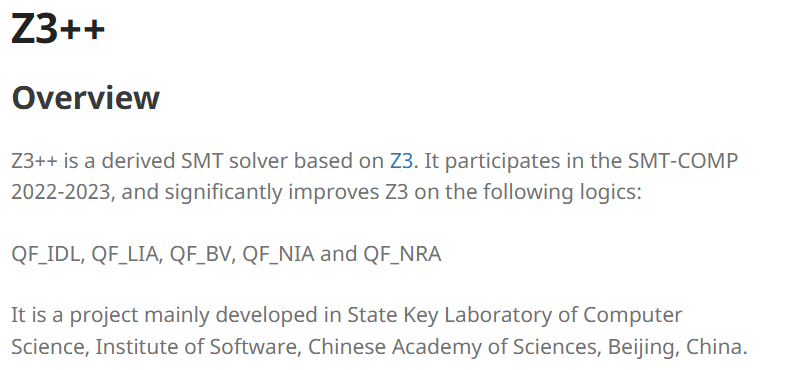 Z3++
Overview
Z3++ is a derived SMT solver based on Z3. It participates in the SMT-COMP
2022-2023, and significantly improves Z3 on the following logics:
QF_IDL, QF_LIA, QF_BV, QF_NIA and QF_NRA
It is a project mainly developed in State Key Laboratory of Computer
Science, Institute of Software, Chinese Academy of Sciences, Beijing, China.